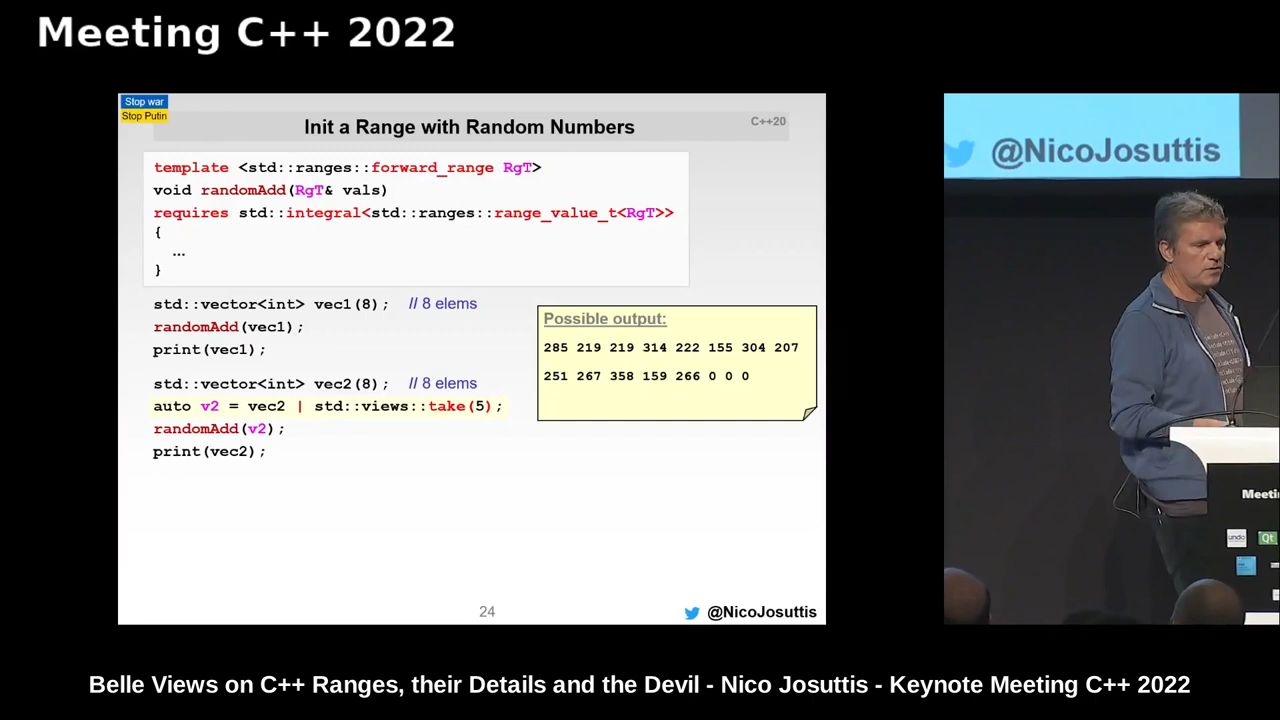 Meeting C++ 2022
Stop war
Stop Putin
Init a Range with Random Numbers
C++20
template <std::ranges::forward_range RgT>
void randomAdd(RgT& vals)
requires std::integral<std::ranges::range_value_t<RgT>>
{
...
}
std::vector<int> vec1(8); // 8 elems
randomAdd(vec1);
print(vec1);
std::vector<int> vec2(8); // 8 elems
auto v2 = vec2 | std::views::take(5);
randomAdd(v2);
print(vec2);
Possible output:
285 219 219 314 222 155 304 207
251 267 358 159 266 0 0 0
24
@NicoJosuttis
@NicoJosuttis
Meeti
undo
Qt
Belle Views on C++ Ranges, their Details and the Devil - Nico Josuttis - Keynote Meeting C++ 2022